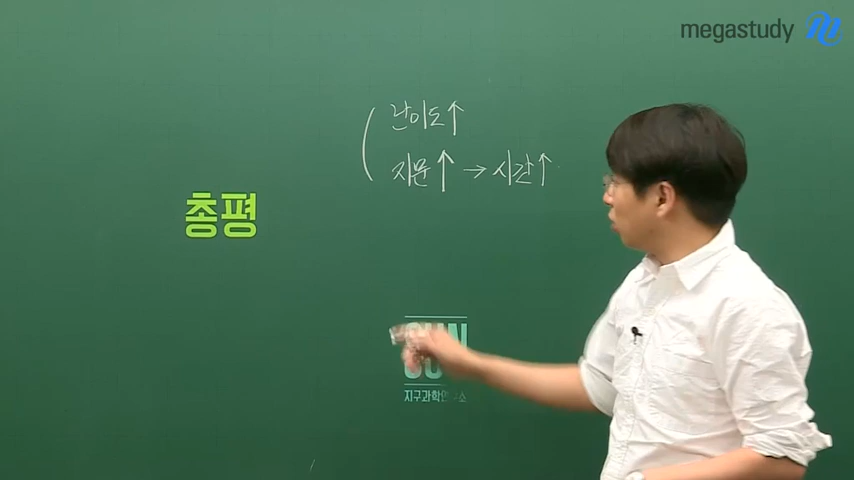 megastudy
난이도↑
지문↑ → 시간↑
총평
지구과학연구소